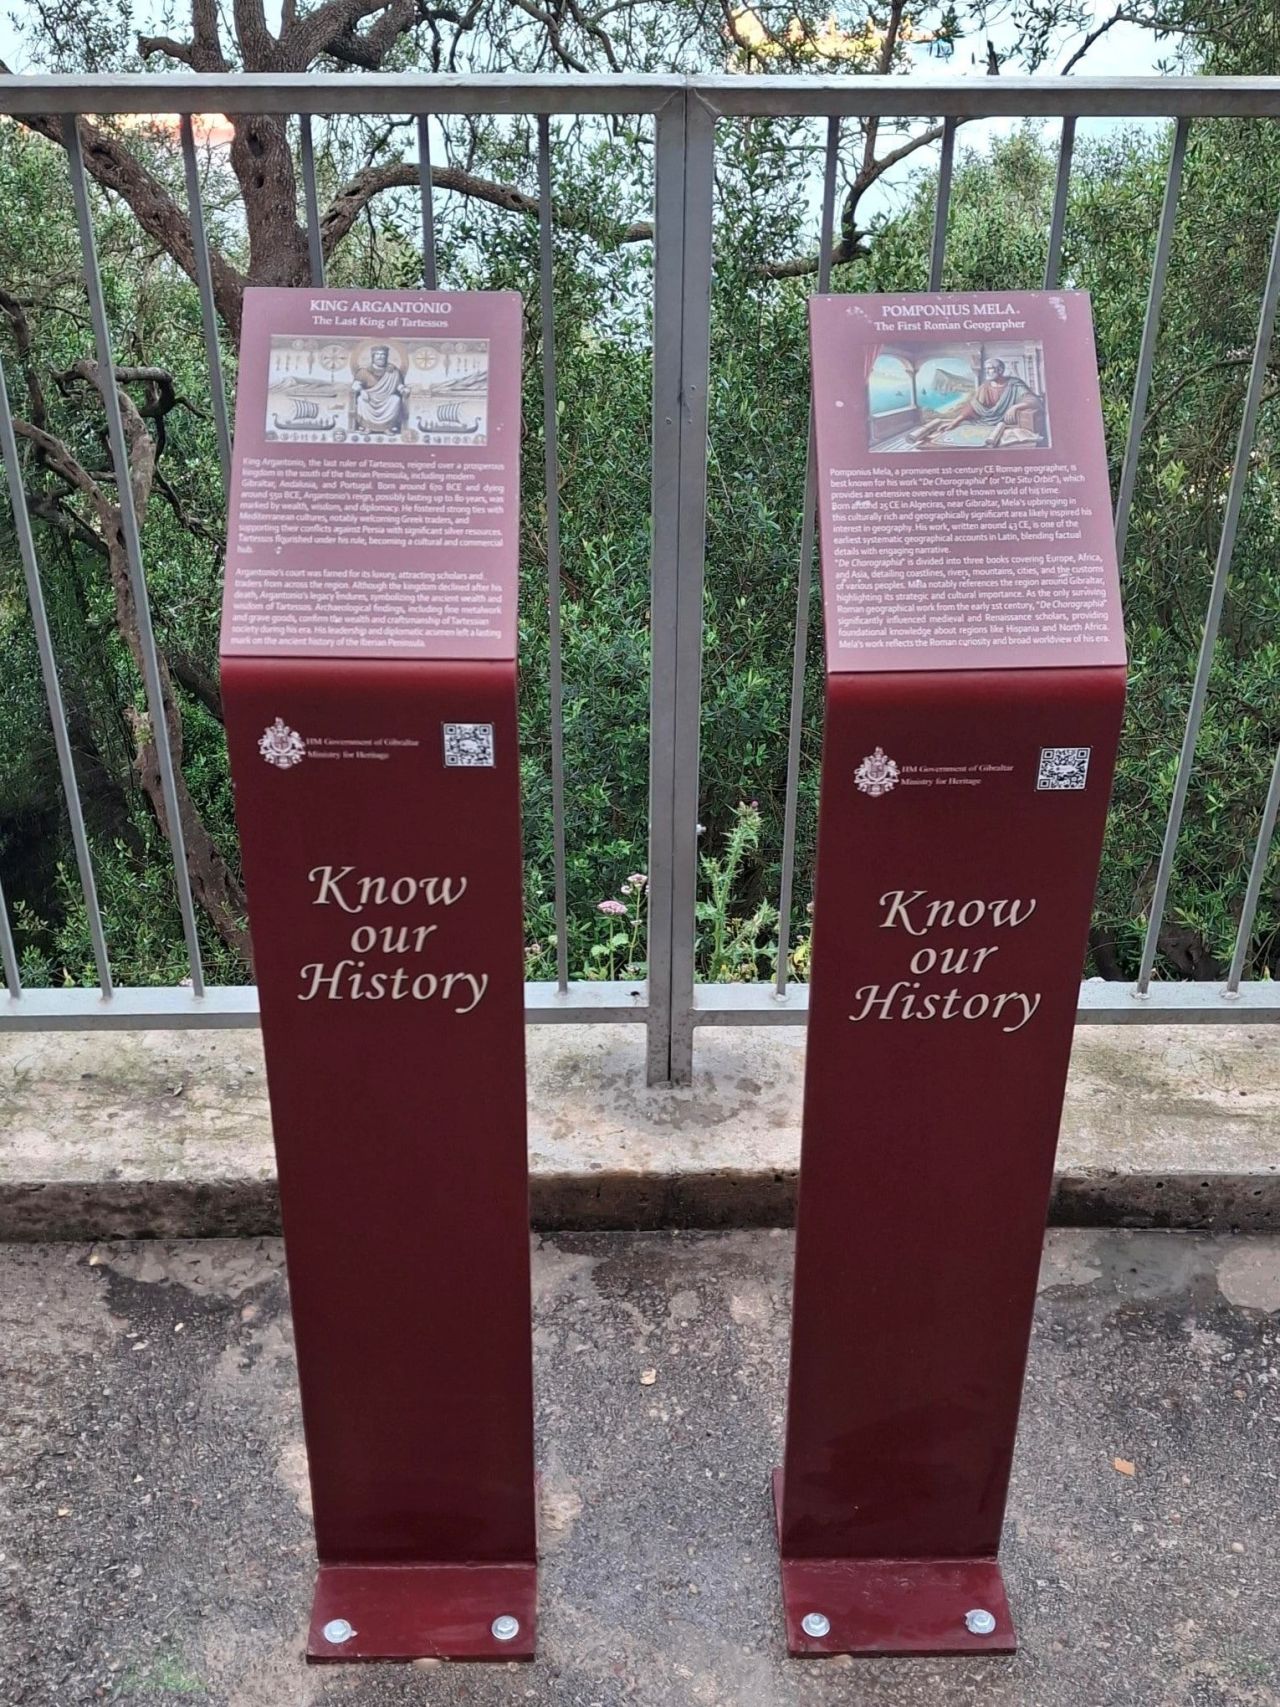 KING ARGANTONIO
The Last King of Tartessos
King Argantonio, the last ruler of Tartessos, reigned over a prosperous
kingdom in the south of the Iberian Peninsula, including modern
Gibraltar, Andalusia, and Portugal. Born around 670 BCE and dying
around 550 BCE, Argantonio's reign, possibly lasting up to 80 years, was
marked by wealth, wisdom, and diplomacy. He fostered strong ties with
Mediterranean cultures, notably welcoming Greek traders, and
supporting their conflicts against Persia with significant silver resources.
Tartessos flourished under his rule, becoming a cultural and commercial
hub.
Argantonio's court was famed for its luxury, attracting scholars and
traders from across the region. Although the kingdom declined after his
death, Argantonio's legacy endures, symbolizing the ancient wealth and
wisdom of Tartessos. Archaeological findings, including fine metalwork
and grave goods, confirm the wealth and craftsmanship of Tartessian
society during his era. His leadership and diplomatic acumen left a lasting
mark on the ancient history of the Iberian Peninsula.
HM Government of Gibraltar
Ministry for Heritage
Know
our
History
POMPONIUS MELA
The First Roman Geographer
Pomponius Mela, a prominent 1st-century CE Roman geographer, is
best known for his work "De Chorographia" (or "De Situ Orbis"), which
provides an extensive overview of the known world of his time.
Born around 25 CE in Algeciras, near Gibraltar, Mela's upbringing in
this culturally rich and geographically significant area likely inspired his
interest in geography. His work, written around 43 CE, is one of the
earliest systematic geographical accounts in Latin, blending factual
details with engaging narrative.
"De Chorographia" is divided into three books covering Europe, Africa,
and Asia, detailing coastlines, rivers, mountains, cities, and the customs
of various peoples. Mela notably references the region around Gibraltar,
highlighting its strategic and cultural importance. As the only surviving
Roman geographical work from the early 1st century, "De Chorographia"
significantly influenced medieval and Renaissance scholars, providing
foundational knowledge about regions like Hispania and North Africa.
Mela's work reflects the Roman curiosity and broad worldview of his era.
HM Government of Gibraltar
Ministry for Heritage
Know
our
History